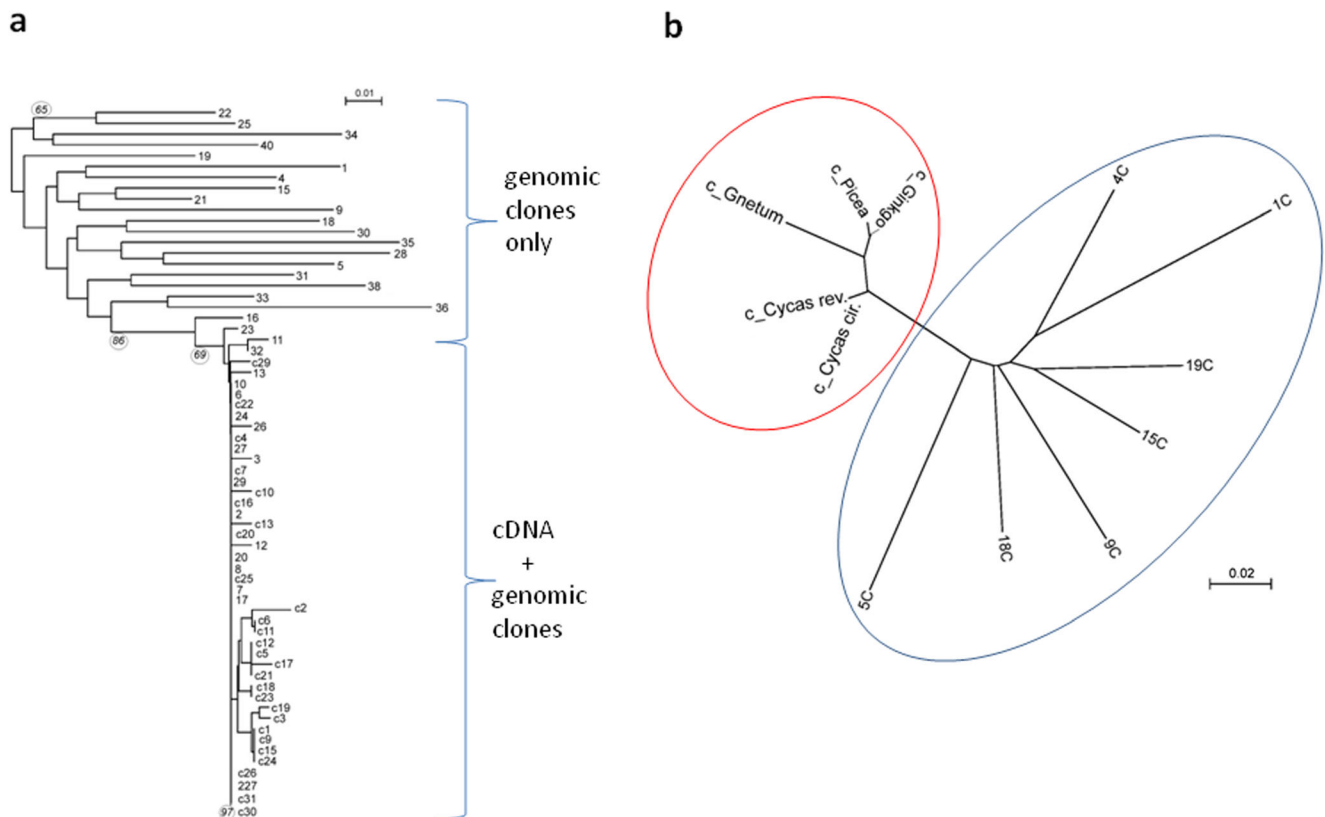 a
b
0.01
65
22
25
34
40
19
1
4
15
21
9
18
30
35
28
5
31
38
33
36
16
86
69
23
11
32
c29
13
10
6
c22
24
26
c4
27
3
c7
29
c10
c16
2
c13
c20
12
20
8
c25
7
17
c2
c6
c11
c12
c5
c17
c21
c18
c23
c19
c3
c1
c9
c15
c24
c26
227
c31
97
c30
genomic
clones
only
cDNA
+
genomic
clones
c_Gnetum
c_Picea
c_Ginkgo
c_Cycas rev.
c_Cycas cir.
4C
1C
19C
15C
9C
18C
5C
0.02